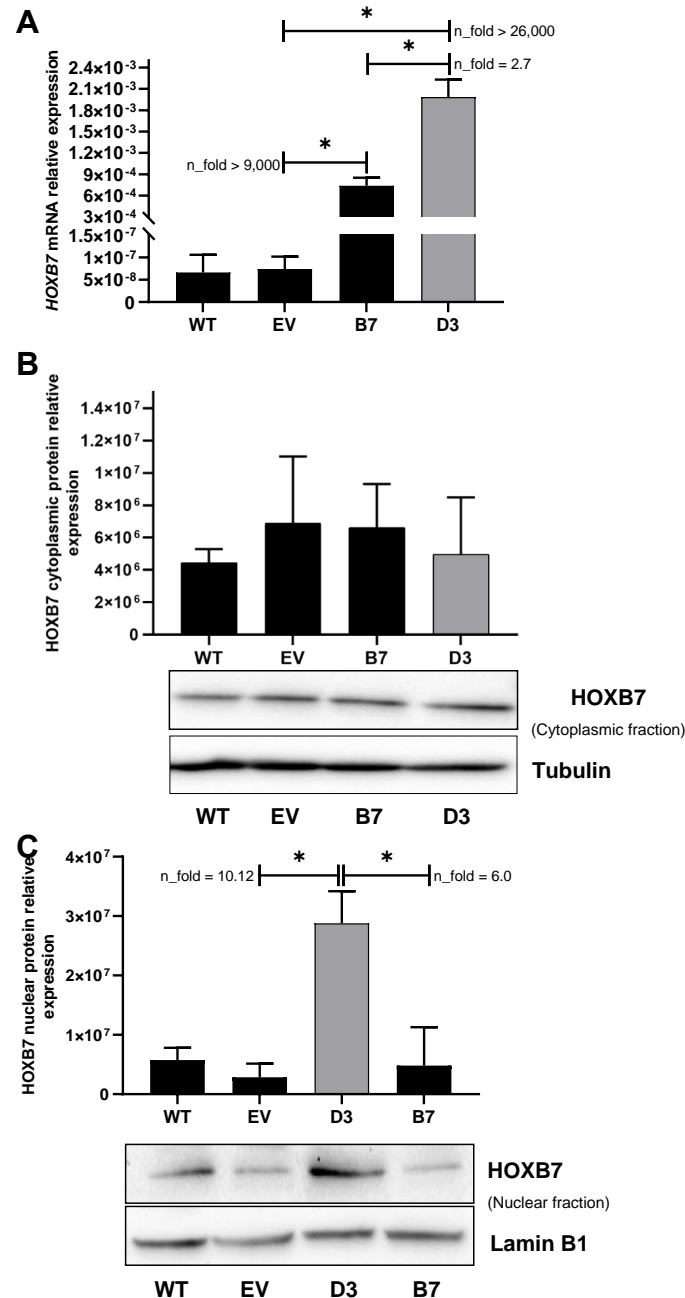 A
HOXB7 mRNA relative expression
*
n_fold > 26,000
*
n_fold = 2.7
*
n_fold > 9,000
2.4×10⁻³
2.1×10⁻³
1.8×10⁻³
1.5×10⁻³
1.2×10⁻³
9×10⁻⁴
6×10⁻⁴
3×10⁻⁴
1.5×10⁻⁷
1×10⁻⁷
5×10⁻⁸
0
WT EV B7 D3
B
HOXB7 cytoplasmic protein relative
expression
1.4×10⁷
1.2×10⁷
1×10⁷
8×10⁶
6×10⁶
4×10⁶
2×10⁶
0
WT EV B7 D3
HOXB7
(Cytoplasmic fraction)
Tubulin
WT EV B7 D3
C
HOXB7 nuclear protein relative
expression
n_fold = 10.12 * * n_fold = 6.0
4×10⁷
3×10⁷
2×10⁷
1×10⁷
0
WT EV D3 B7
HOXB7
(Nuclear fraction)
Lamin B1
WT EV D3 B7